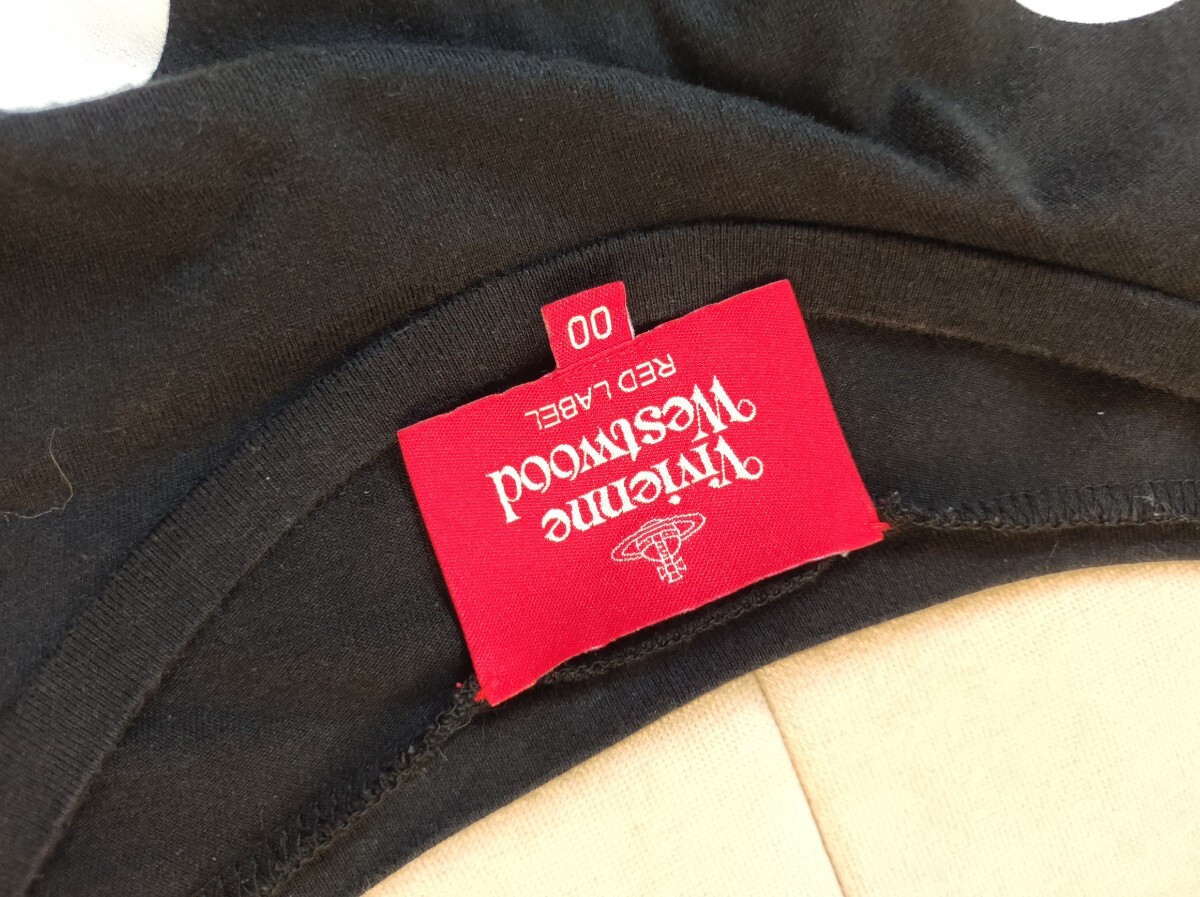 Vivienne
Westwood
RED LABEL
00